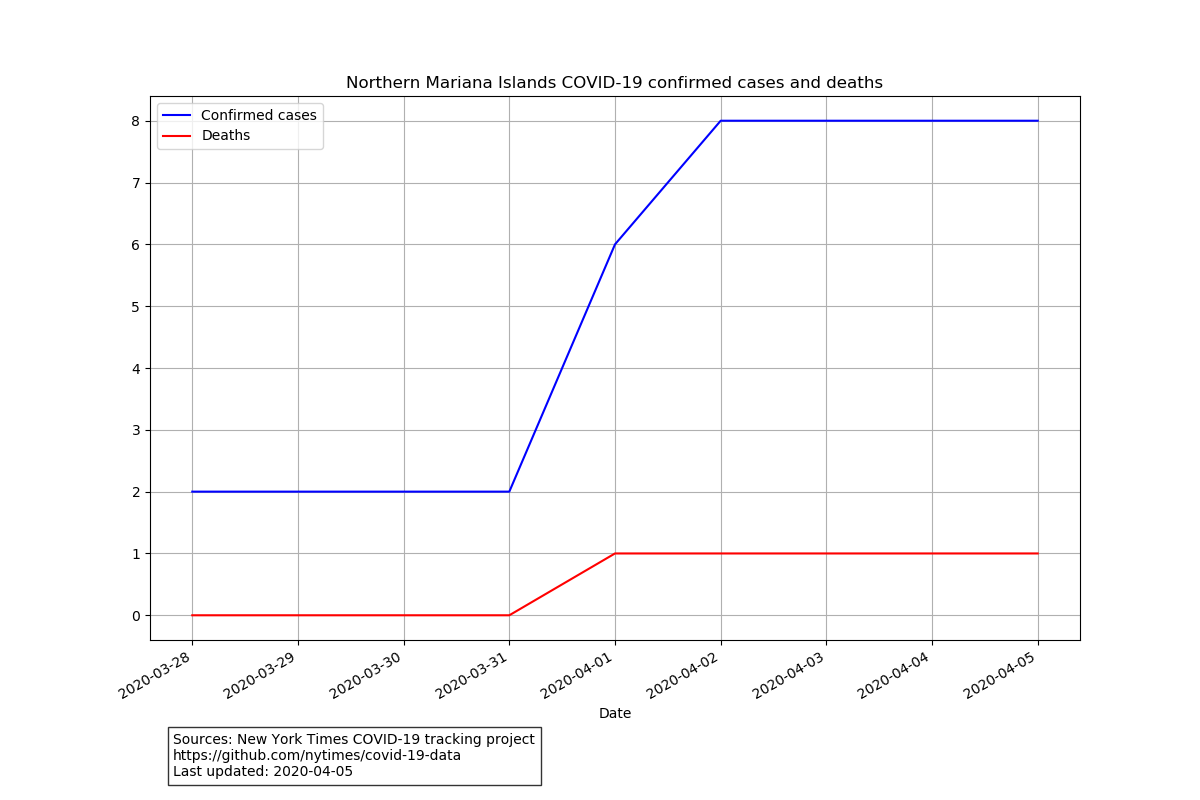 Northern Mariana Islands COVID-19 confirmed cases and deaths
Confirmed cases
Deaths
8
7
6
5
4
3
2
1
0
2020-03-28
2020-03-29
2020-03-30
2020-03-31
2020-04-01
2020-04-02
2020-04-03
2020-04-04
2020-04-05
Date
Sources: New York Times COVID-19 tracking project
https://github.com/nytimes/covid-19-data
Last updated: 2020-04-05